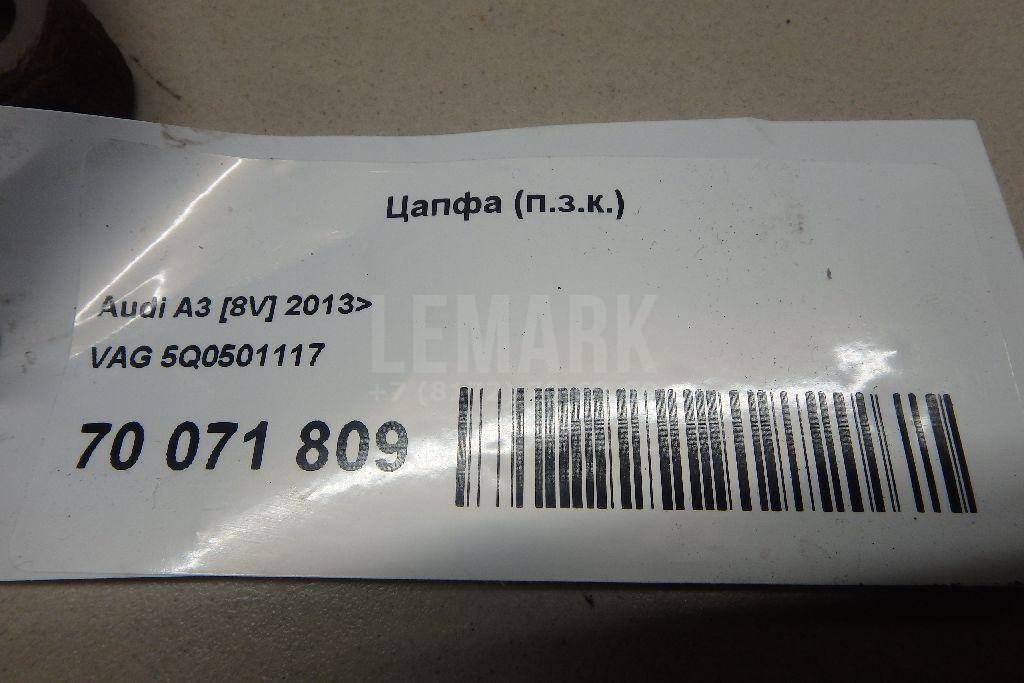 Цапфа (п.з.к.)
Audi A3 [8V] 2013>
LEMARK
VAG 5Q0501117
70 071 809